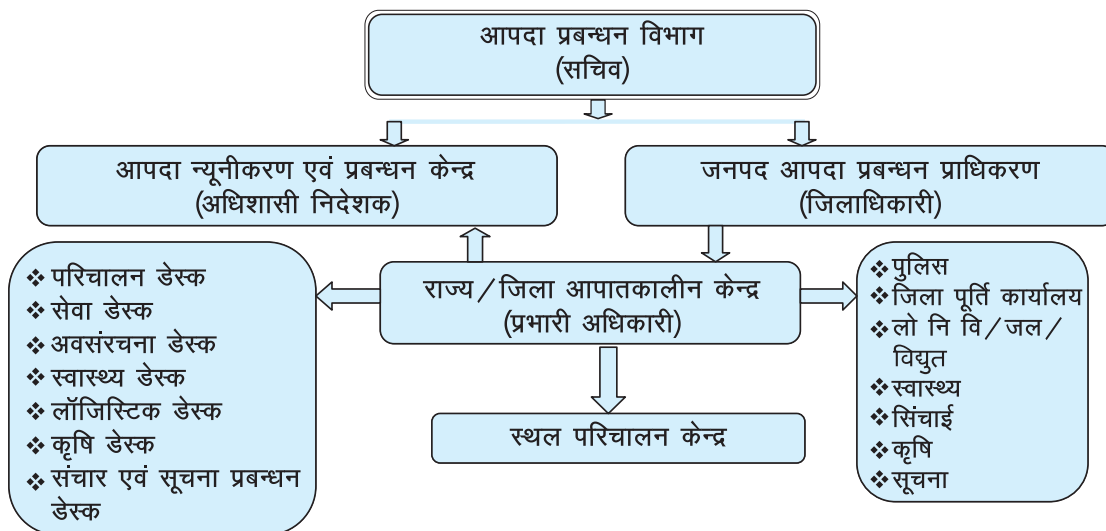 आपदा प्रबन्धन विभाग
(सचिव)
आपदा न्यूनीकरण एवं प्रबन्धन केन्द्र
(अधिशासी निदेशक)
जनपद आपदा प्रबन्धन प्राधिकरण
(जिलाधिकारी)
❖ परिचालन डेस्क
❖ सेवा डेस्क
❖ अवसंरचना डेस्क
❖ स्वास्थ्य डेस्क
❖ लॉजिस्टिक डेस्क
❖ कृषि डेस्क
❖ संचार एवं सूचना प्रबन्धन
डेस्क
राज्य/जिला आपातकालीन केन्द्र
(प्रभारी अधिकारी)
❖ पुलिस
❖ जिला पूर्ति कार्यालय
❖ लो नि वि/जल/
विद्युत
❖ स्वास्थ्य
❖ सिंचाई
❖ कृषि
❖ सूचना
स्थल परिचालन केन्द्र